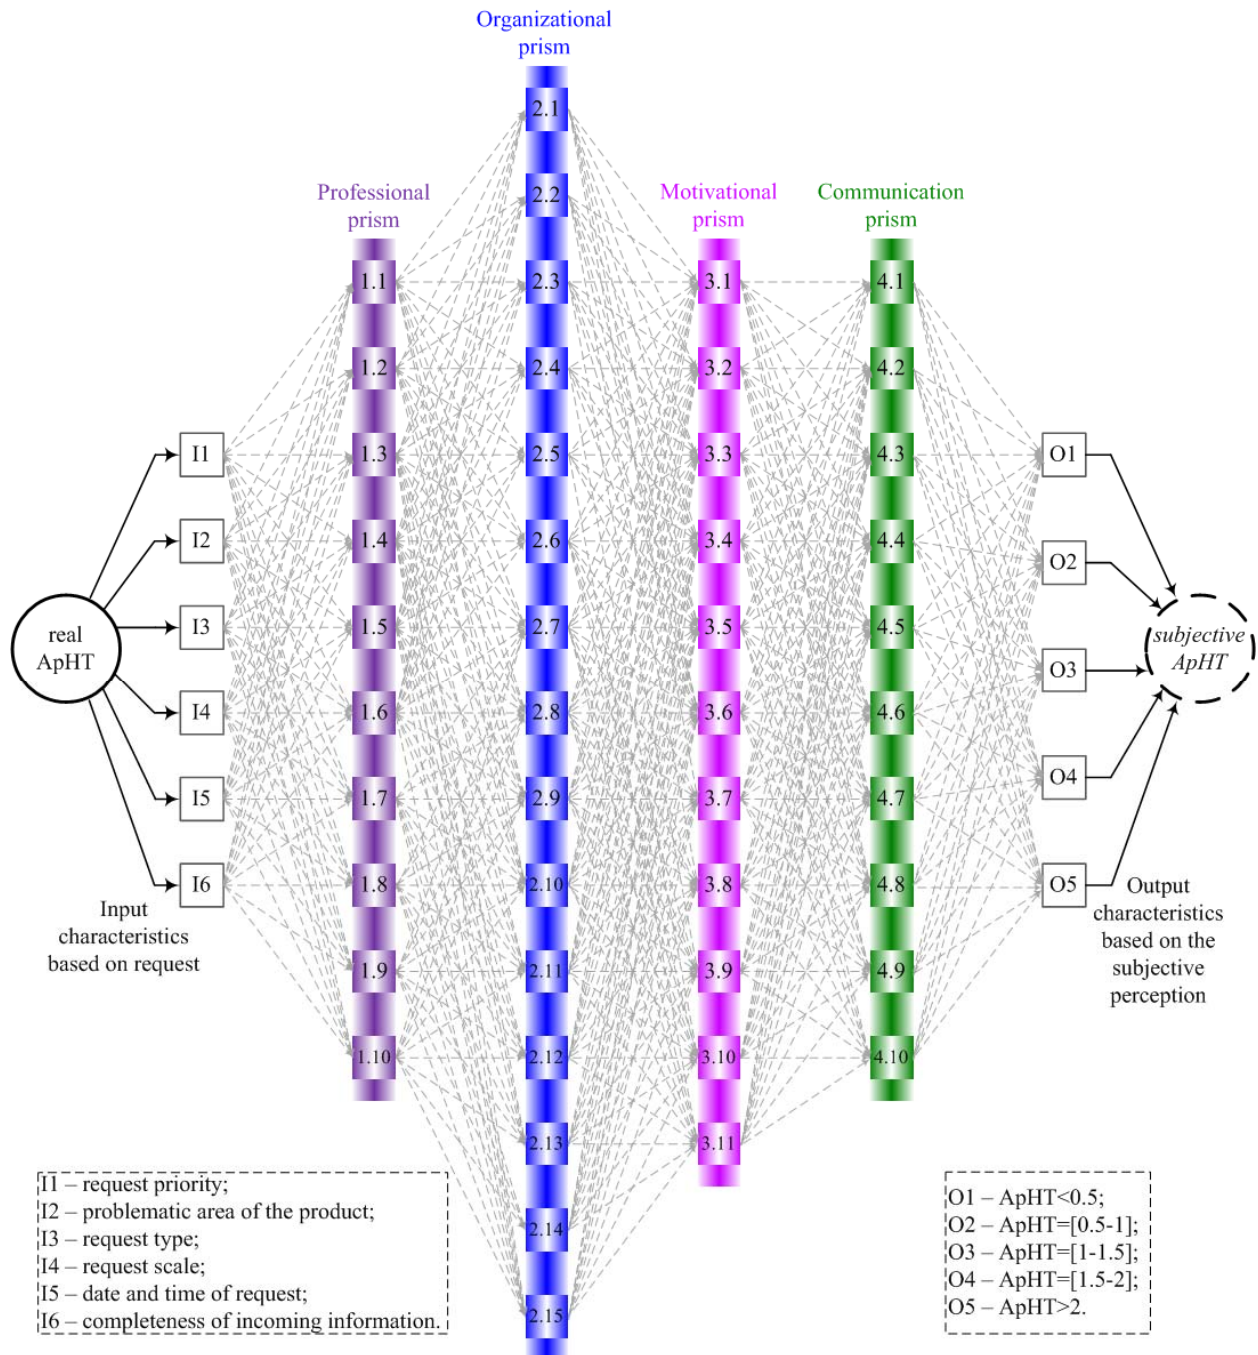 Organizational
prism
2.1
2.2
2.3
2.4
2.5
2.6
2.7
2.8
2.9
2.10
2.11
2.12
2.13
2.14
2.15
Professional
prism
1.1
1.2
1.3
1.4
1.5
1.6
1.7
1.8
1.9
1.10
Motivational
prism
3.1
3.2
3.3
3.4
3.5
3.6
3.7
3.8
3.9
3.10
3.11
Communication
prism
4.1
4.2
4.3
4.4
4.5
4.6
4.7
4.8
4.9
4.10
real
ApHT
I1
I2
I3
I4
I5
I6
Input
characteristics
based on request
O1
O2
O3
O4
O5
subjective
ApHT
Output
characteristics
based on the
subjective
perception
I1 – request priority;
I2 – problematic area of the product;
I3 – request type;
I4 – request scale;
I5 – date and time of request;
I6 – completeness of incoming information.
O1 – ApHT<0.5;
O2 – ApHT=[0.5-1];
O3 – ApHT=[1-1.5];
O4 – ApHT=[1.5-2];
O5 – ApHT>2.